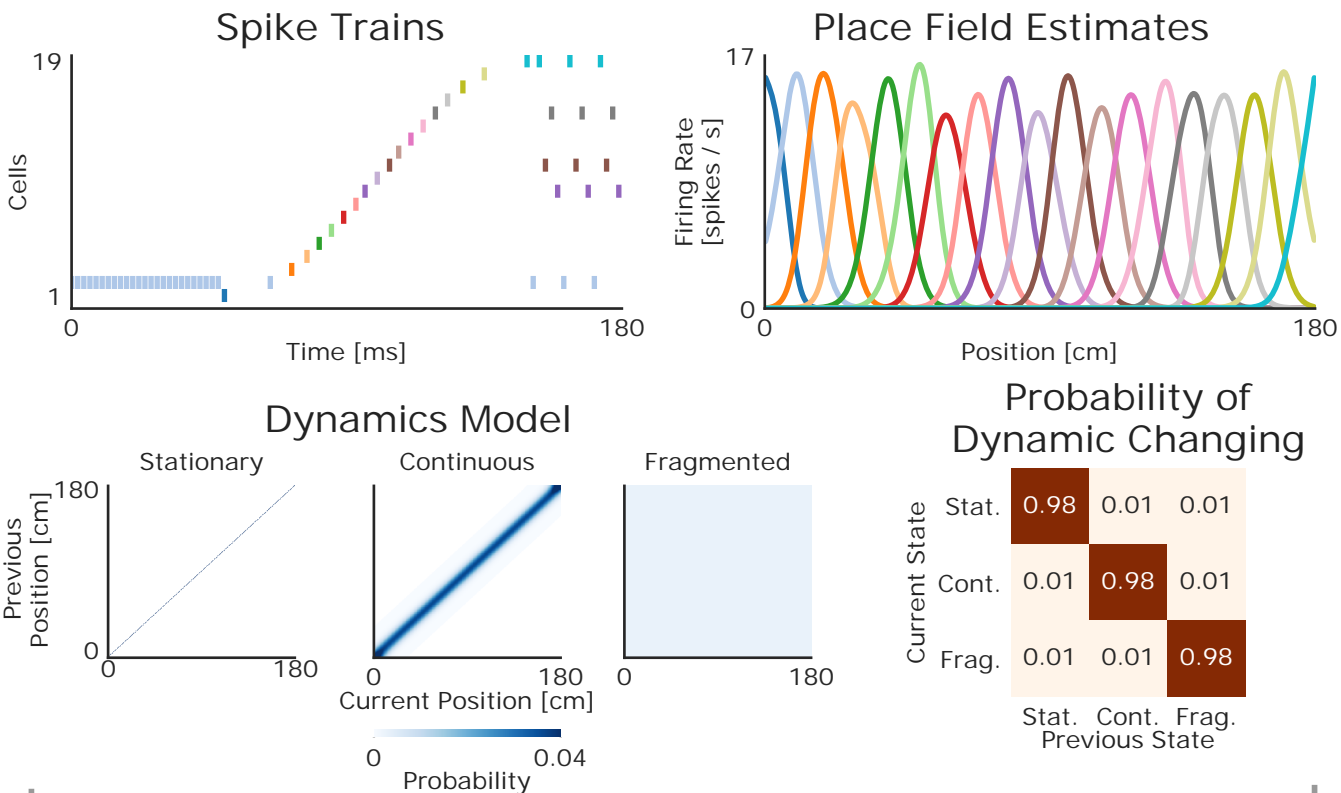 Spike Trains
19
Cells
1
0
180
Time [ms]
Place Field Estimates
17
Firing Rate
[spikes / s]
0
0
180
Position [cm]
Dynamics Model
Stationary
Continuous
Fragmented
180
Previous
Position [cm]
0
0
180
0
180
0
180
Current Position [cm]
0
0.04
Probability
Probability of
Dynamic Changing
Current State
Stat. 0.98 0.01 0.01
Cont. 0.01 0.98 0.01
Frag. 0.01 0.01 0.98
Stat. Cont. Frag.
Previous State